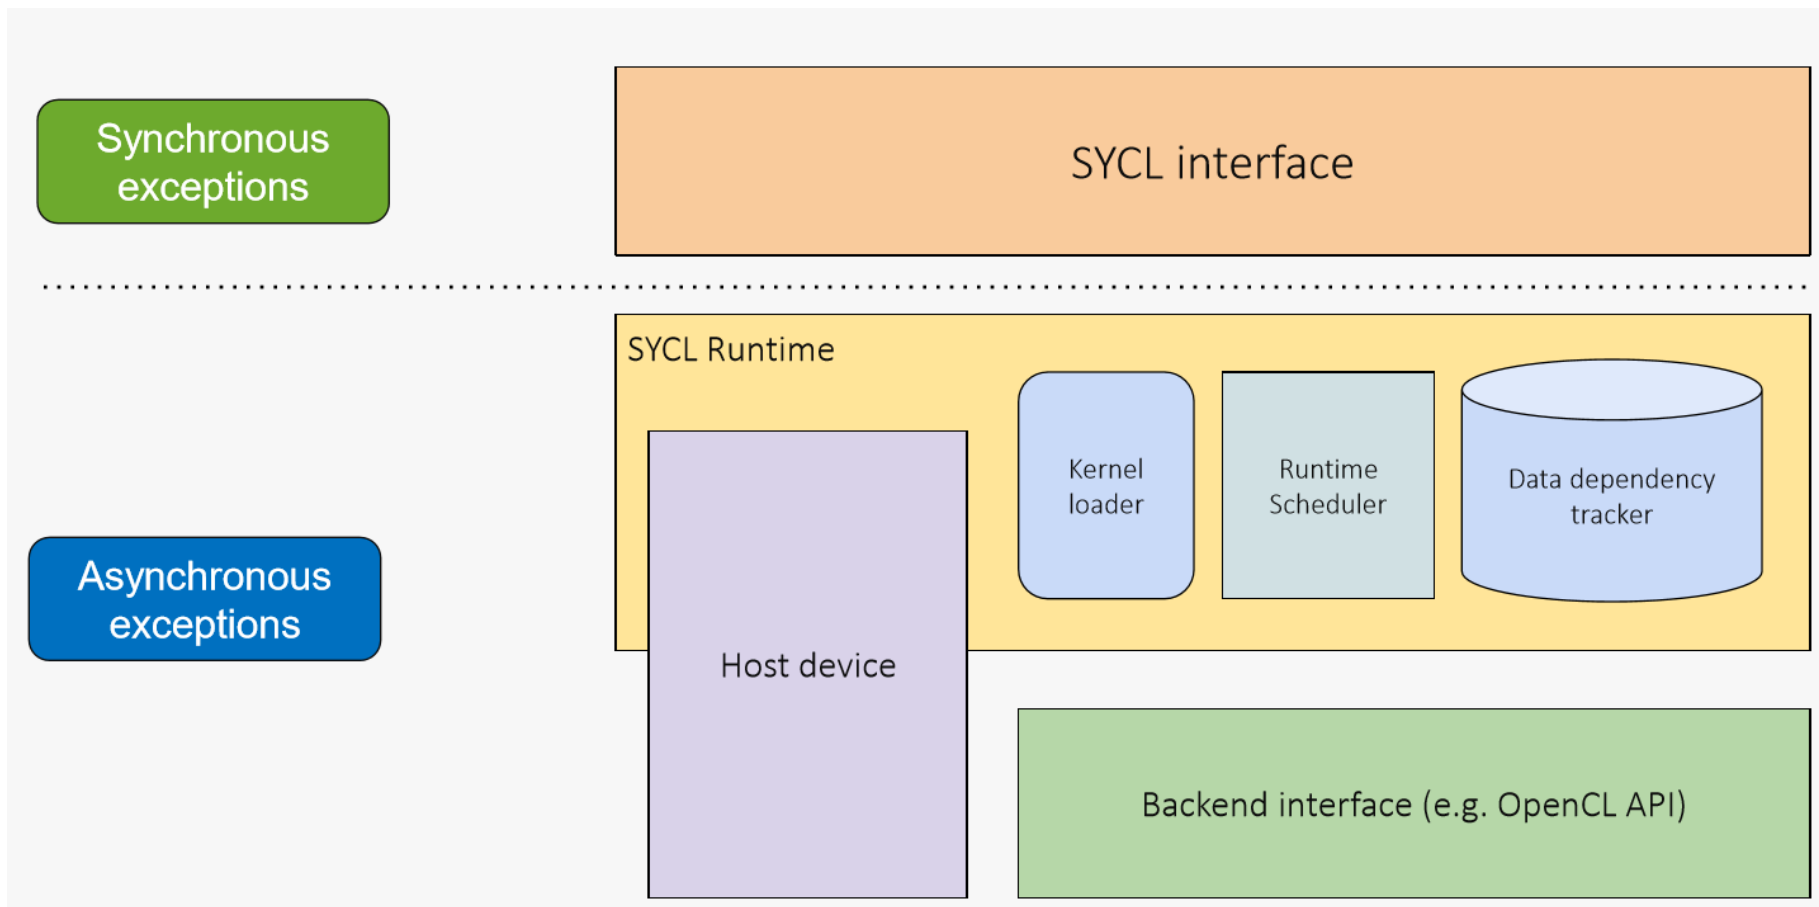 Synchronous
exceptions
SYCL interface
SYCL Runtime
Kernel
loader
Runtime
Scheduler
Data dependency
tracker
Asynchronous
exceptions
Host device
Backend interface (e.g. OpenCL API)